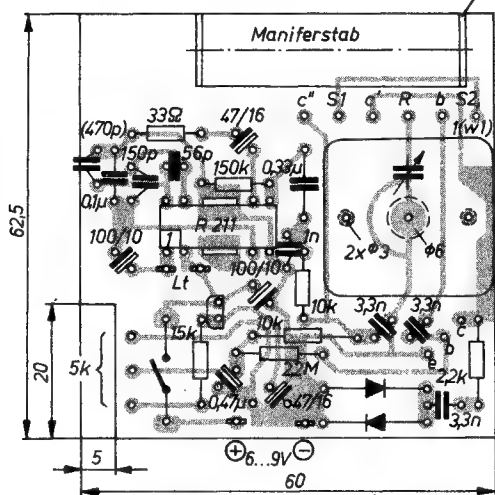 Maniferstab
c" S1 c' R b S2
1(w1)
(470p) 33Ω 47/16
150p 56p 150k 0,33µ
0,1µ
R 211
1n
100/10 1
2xΦ3 Φ6
Lt 100/10
10k
3,3n 3,3n
15k 10k
c
b
e
5k
2,2M 2,2k
0,47µ 47/16 3,3n
+ 6...9V −
62,5
20
5
60